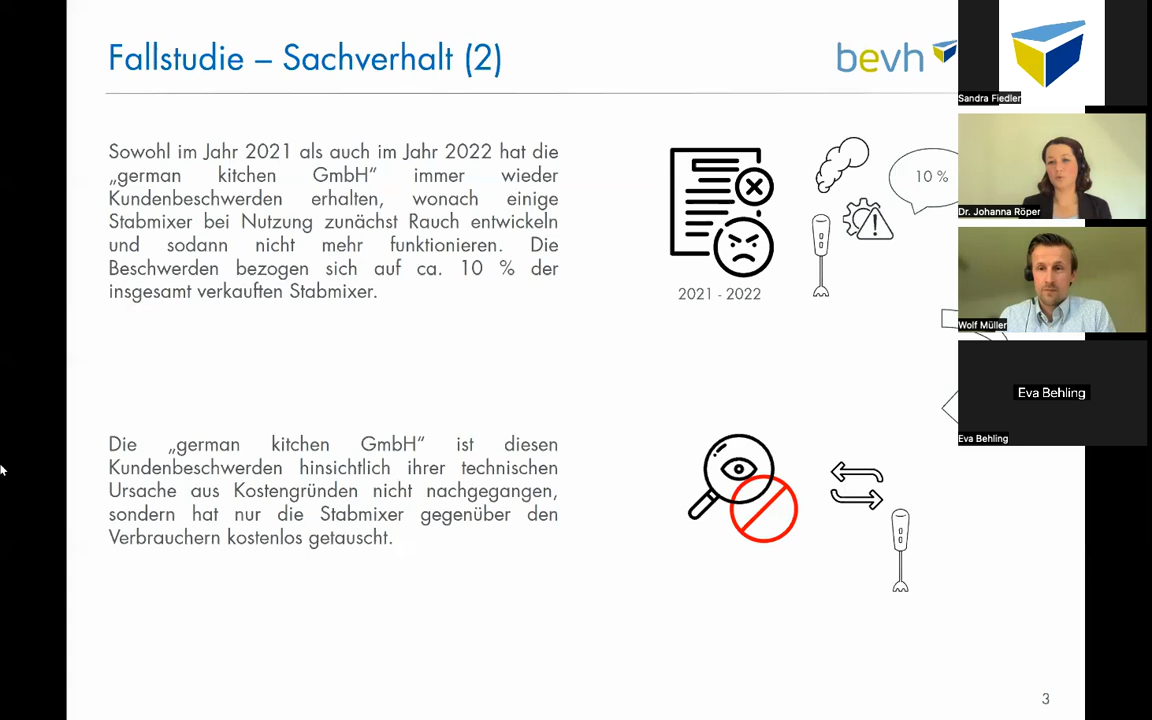 Fallstudie – Sachverhalt (2)
bevh
Sandra Fiedler
Sowohl im Jahr 2021 als auch im Jahr 2022 hat die
„german kitchen GmbH“ immer wieder
Kundenbeschwerden erhalten, wonach einige
Stabmixer bei Nutzung zunächst Rauch entwickeln
und sodann nicht mehr funktionieren. Die
Beschwerden bezogen sich auf ca. 10 % der
insgesamt verkauften Stabmixer.
10 %
2021 - 2022
Dr. Johanna Röper
Wolf Müller
Eva Behling
Eva Behling
Die „german kitchen GmbH“ ist diesen
Kundenbeschwerden hinsichtlich ihrer technischen
Ursache aus Kostengründen nicht nachgegangen,
sondern hat nur die Stabmixer gegenüber den
Verbrauchern kostenlos getauscht.
3